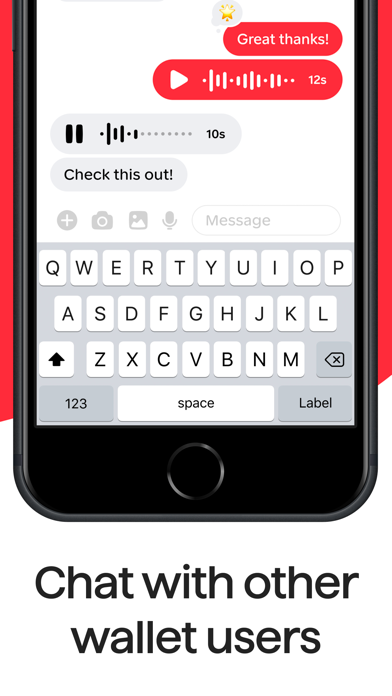 Great thanks!
12s
10s
Check this out!
Message
Q W E R T Y U I O P
A S D F G H J K L
Z X C V B N M
123 space Label
Chat with other
wallet users